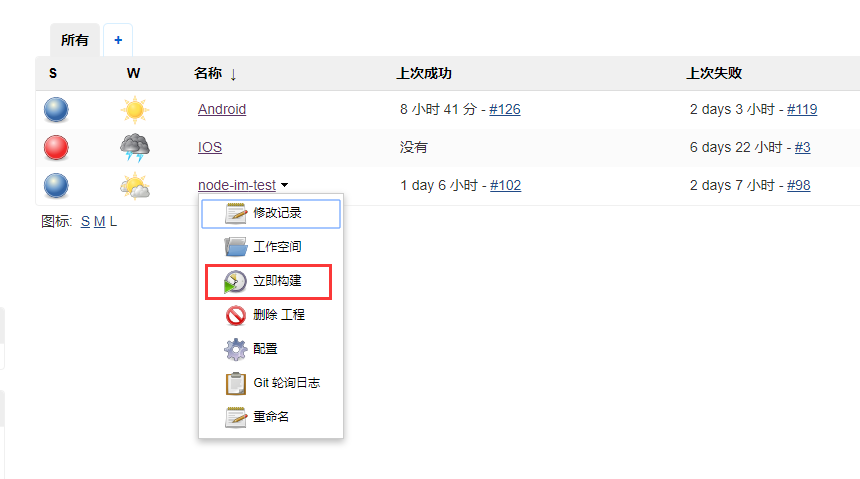 所有 +
S W 名称 ↓ 上次成功 上次失败
Android 8 小时 41 分 - #126 2 days 3 小时 - #119
IOS 没有 6 days 22 小时 - #3
node-im-test 1 day 6 小时 - #102 2 days 7 小时 - #98
图标: S M L
修改记录
工作空间
立即构建
删除 工程
配置
Git 轮询日志
重命名